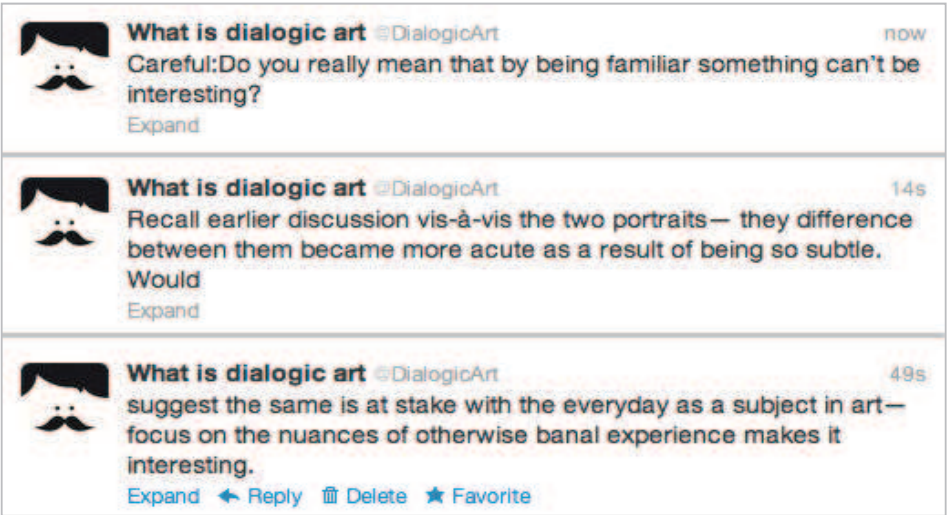 What is dialogic art @DialogicArt now
Careful:Do you really mean that by being familiar something can't be
interesting?
Expand
What is dialogic art @DialogicArt 14s
Recall earlier discussion vis-à-vis the two portraits— they difference
between them became more acute as a result of being so subtle.
Would
Expand
What is dialogic art @DialogicArt 49s
suggest the same is at stake with the everyday as a subject in art—
focus on the nuances of otherwise banal experience makes it
interesting.
Expand Reply Delete Favorite